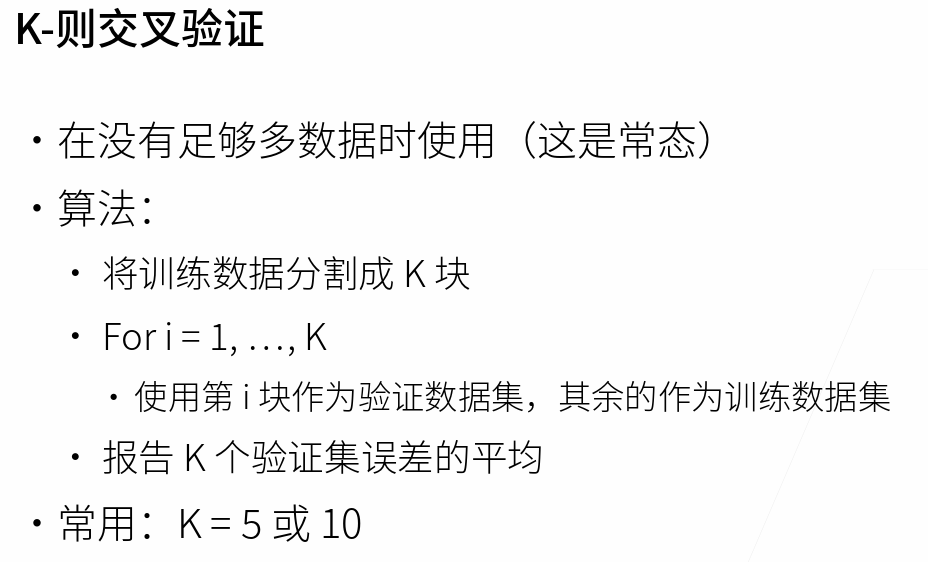 K-则交叉验证
• 在没有足够多数据时使用（这是常态）
• 算法：
• 将训练数据分割成 K 块
• For i = 1, …, K
• 使用第 i 块作为验证数据集，其余的作为训练数据集
• 报告 K 个验证集误差的平均
• 常用：K = 5 或 10